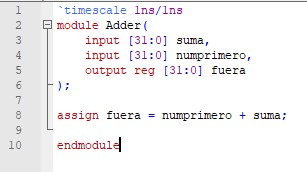 1 `timescale 1ns/1ns
2 module Adder(
3 input [31:0] suma,
4 input [31:0] numprimero,
5 output reg [31:0] fuera
6 );
7
8 assign fuera = numprimero + suma;
9
10 endmodule